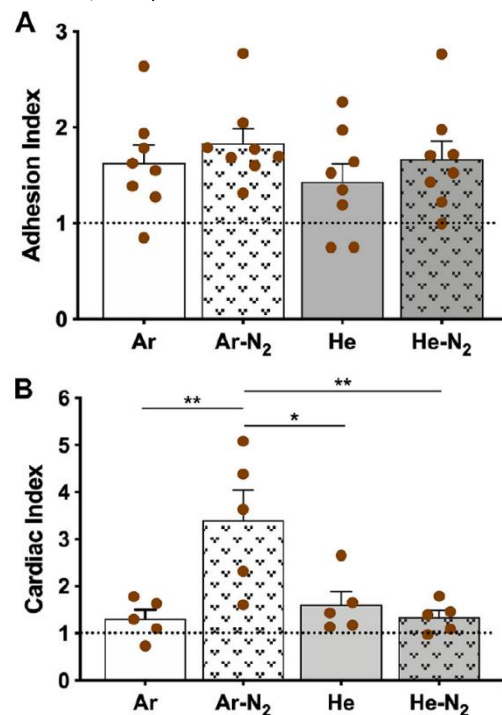 A
Adhesion Index
3
2
1
0
Ar
Ar-N₂
He
He-N₂
B
Cardiac Index
6
5
4
3
2
1
0
**
*
**
Ar
Ar-N₂
He
He-N₂